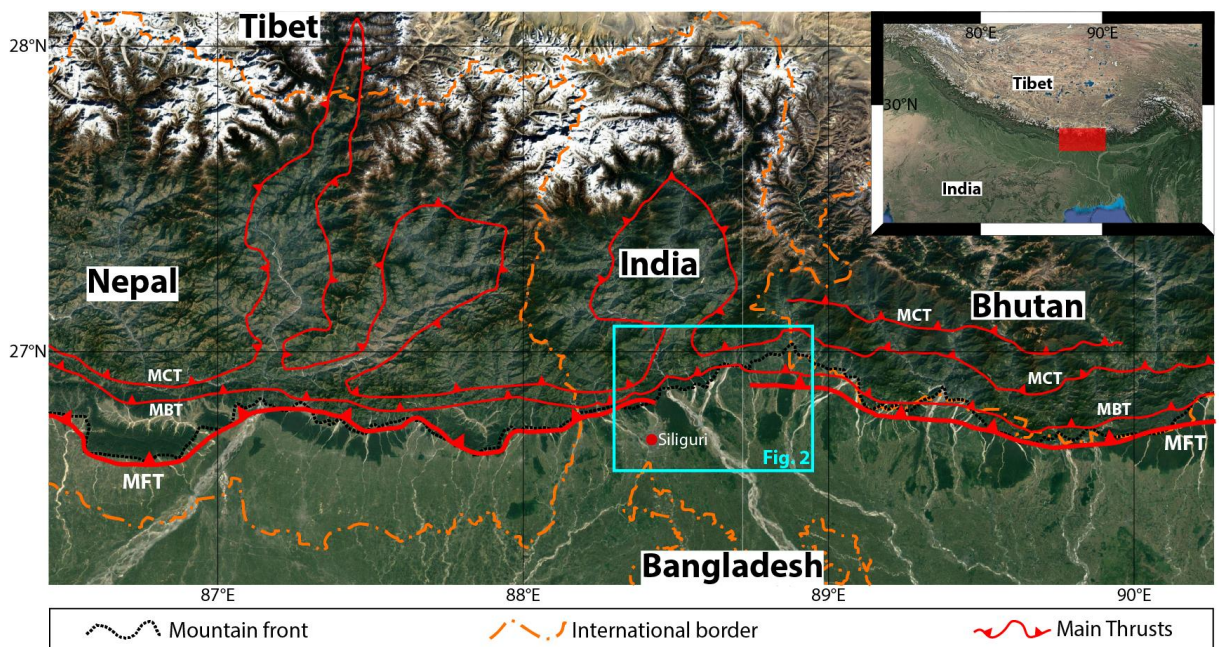 Tibet
28°N
80°E
90°E
Tibet
30°N
India
Nepal
India
Bhutan
MCT
27°N
MCT
MCT
MBT
MBT
Siliguri
MFT
Fig. 2
MFT
Bangladesh
87°E
88°E
89°E
90°E
Mountain front
International border
Main Thrusts